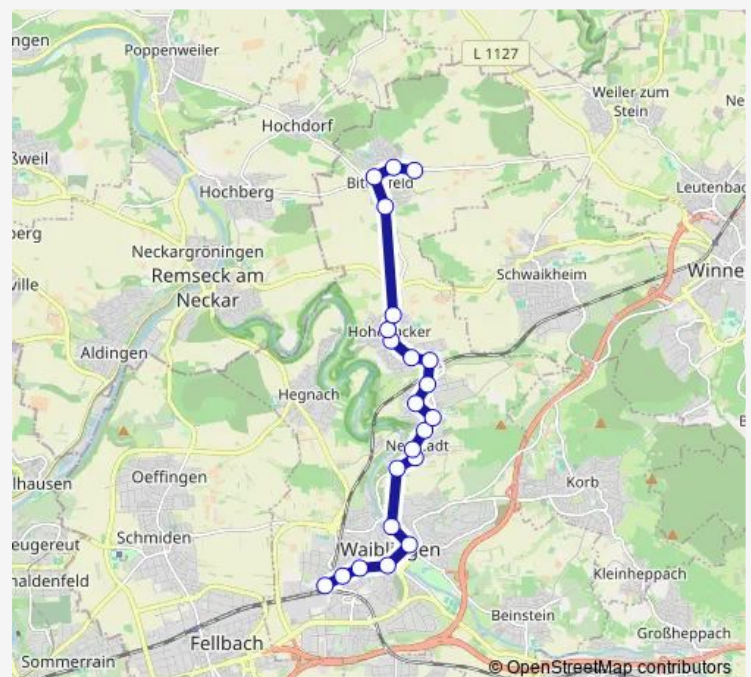 ngen
Poppenweiler
L 1127
Weiler zum
Stein
Ne
Hochdorf
ßweil
Leutenbac
Hochberg
berg
Neckargröningen
Remseck am
Neckar
Schwaikheim
Winne
ville
Aldingen
Hegnach
lhausen
Oeffingen
Korb
eugereut
Schmiden
Kleinheppach
naldenfeld
Beinstein
Großheppach
Fellbach
Sommerrain
© OpenStreetMap contributors